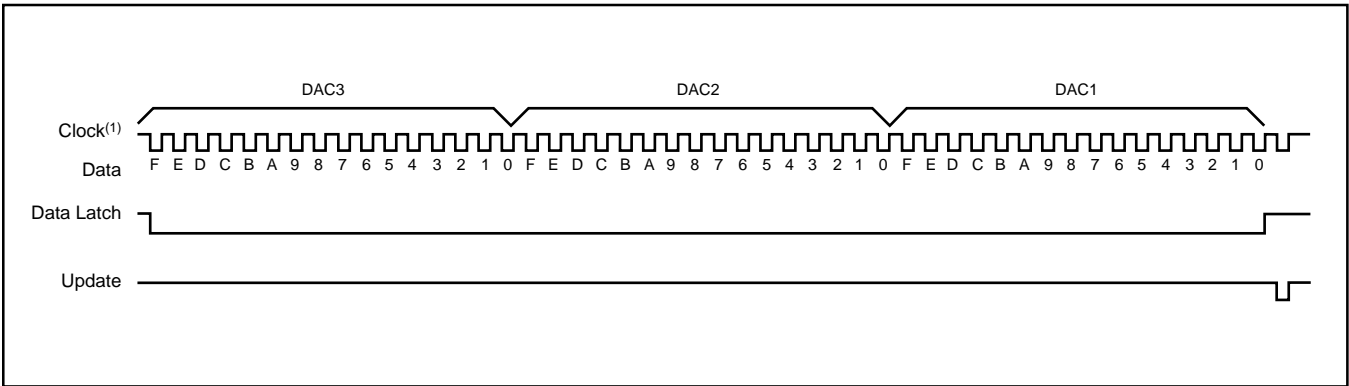 DAC3 DAC2 DAC1
Clock(1)
Data F E D C B A 9 8 7 6 5 4 3 2 1 0 F E D C B A 9 8 7 6 5 4 3 2 1 0 F E D C B A 9 8 7 6 5 4 3 2 1 0
Data Latch
Update